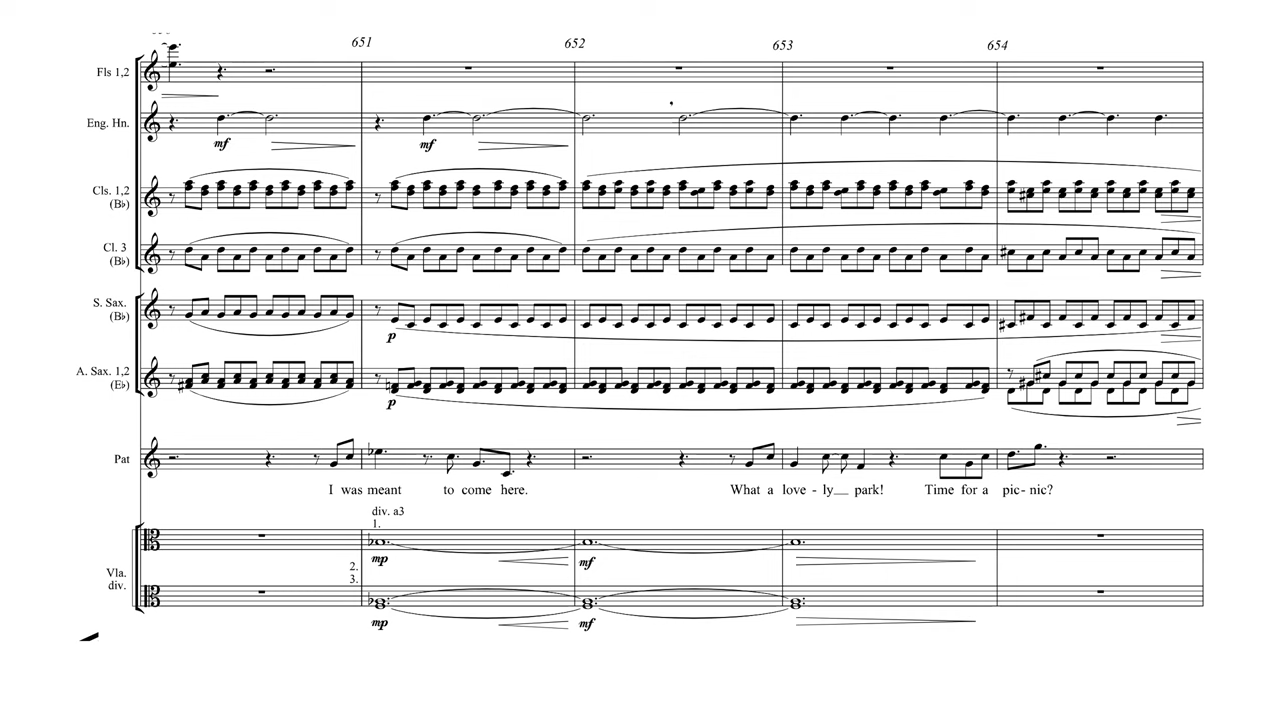 651 652 653 654
Fls 1,2
Eng. Hn.
mf mf
Cls. 1,2
(B♭)
Cl. 3
(B♭)
S. Sax.
(B♭)
p
A. Sax. 1,2
(E♭)
p
Pat
I was meant to come here. What a love - ly__ park! Time for a pic- nic?
div. a3
1.
mp mf
Vla.
div.
2.
3.
mp mf